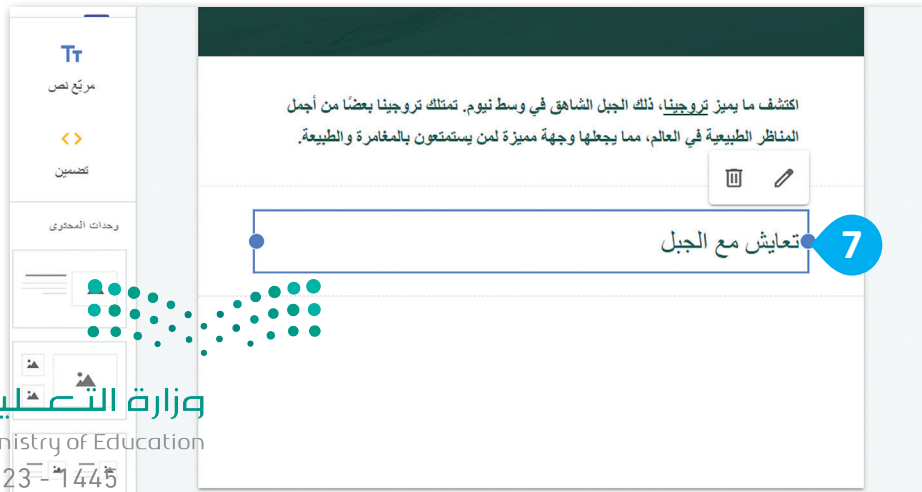 Tт
مربّع نص
<>
تضمين
وحدات المحتوى
اكتشف ما يميز تروجينا، ذلك الجبل الشاهق في وسط نيوم. تمتلك تروجينا بعضًا من أجمل
المناظر الطبيعية في العالم، مما يجعلها وجهة مميزة لمن يستمتعون بالمغامرة والطبيعة.
تعايش مع الجبل
7
وزارة
nistry of Education
23 - 1445